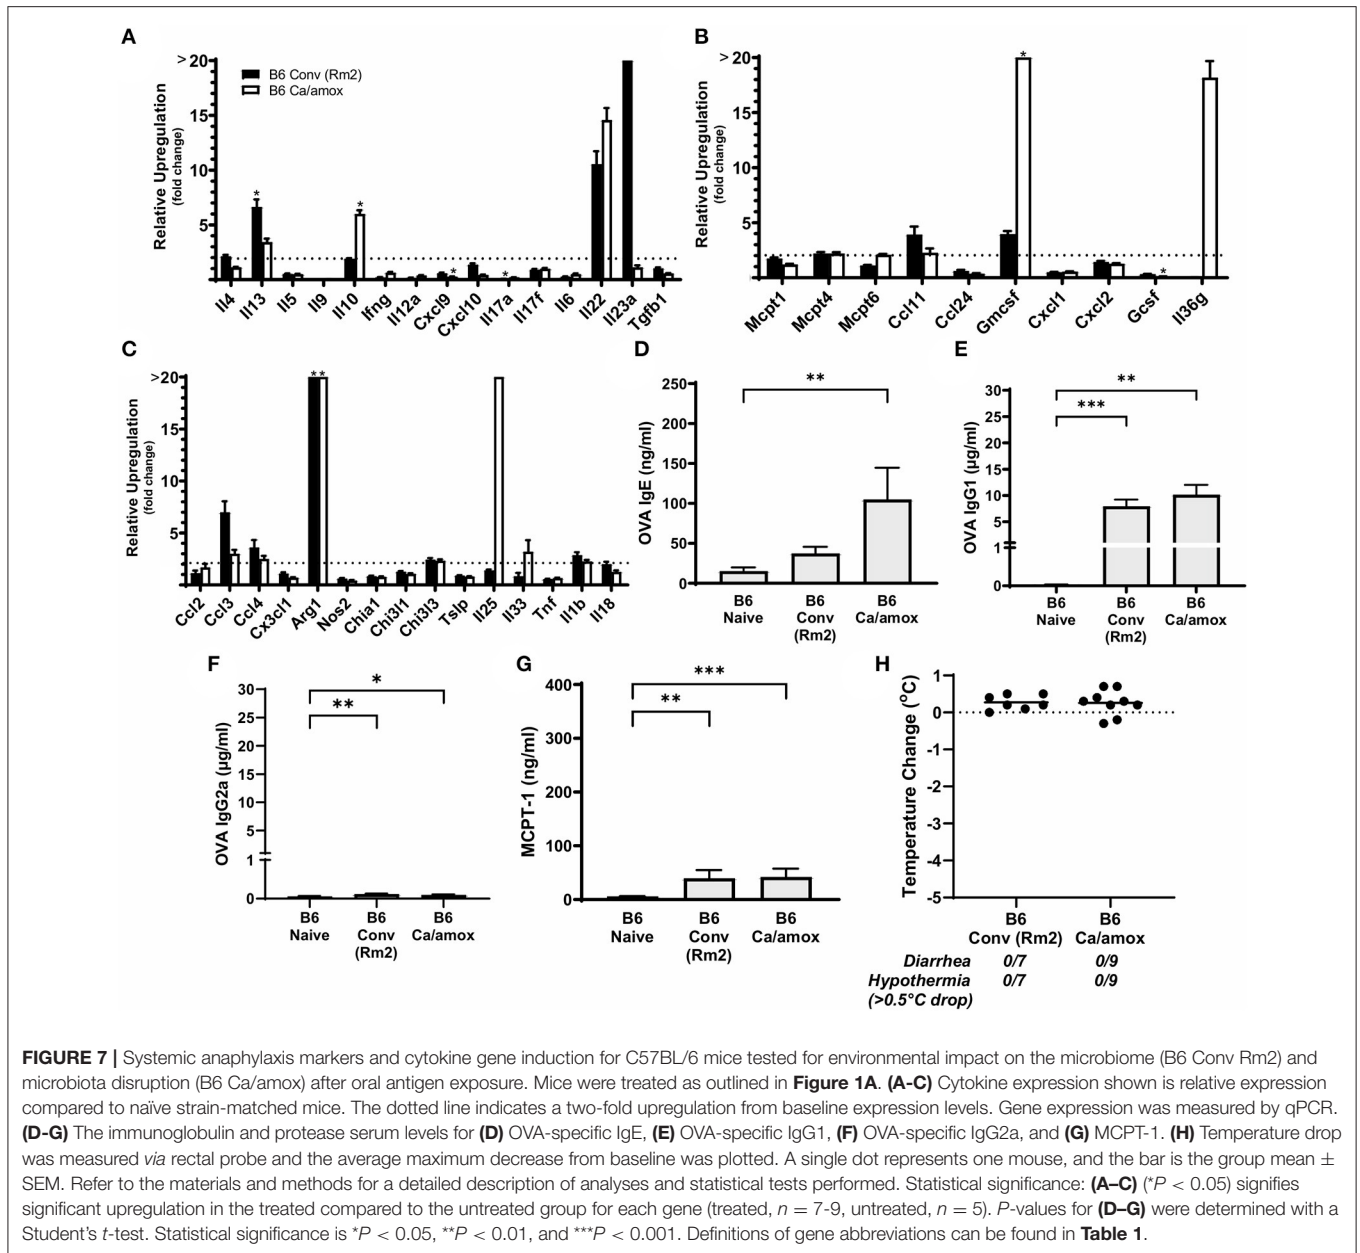 A
B6 Conv (Rm2)
B6 Ca/amox
Relative Upregulation
(fold change)
> 20
15
10
5
Il4 Il13 Il5 Il9 Il10 Ifng Il12a Cxcl9 Cxcl10 Il17a Il17f Il6 Il22 Il23a Tgfb1
* * * *
B
Relative Upregulation
(fold change)
> 20
15
10
5
Mcpt1 Mcpt4 Mcpt6 Ccl11 Ccl24 Gmcsf Cxcl1 Cxcl2 Gcsf Il36g
* *
C
Relative Upregulation
(fold change)
>20
10
5
Ccl2 Ccl3 Ccl4 Cx3cl1 Arg1 Nos2 Chia1 Chi3l1 Chi3l3 Tslp Il25 Il33 Tnf Il1b Il18
* *
D
OVA IgE (ng/ml)
250
200
150
100
50
0
**
B6 B6 B6
Naive Conv Ca/amox
(Rm2)
E
OVA IgG1 (µg/ml)
30
25
20
15
10
5
1
0
**
***
B6 B6 B6
Naive Conv Ca/amox
(Rm2)
F
OVA IgG2a (µg/ml)
30
25
20
15
10
5
1
0
*
**
B6 B6 B6
Naive Conv Ca/amox
(Rm2)
G
MCPT-1 (ng/ml)
400
300
200
100
0
***
**
B6 B6 B6
Naive Conv Ca/amox
(Rm2)
H
Temperature Change (°C)
1
0
-1
-2
-3
-4
-5
B6 B6
Conv (Rm2) Ca/amox
Diarrhea 0/7 0/9
Hypothermia 0/7 0/9
(>0.5°C drop)
FIGURE 7 | Systemic anaphylaxis markers and cytokine gene induction for C57BL/6 mice tested for environmental impact on the microbiome (B6 Conv Rm2) and
microbiota disruption (B6 Ca/amox) after oral antigen exposure. Mice were treated as outlined in Figure 1A. (A-C) Cytokine expression shown is relative expression
compared to naïve strain-matched mice. The dotted line indicates a two-fold upregulation from baseline expression levels. Gene expression was measured by qPCR.
(D-G) The immunoglobulin and protease serum levels for (D) OVA-specific IgE, (E) OVA-specific IgG1, (F) OVA-specific IgG2a, and (G) MCPT-1. (H) Temperature drop
was measured via rectal probe and the average maximum decrease from baseline was plotted. A single dot represents one mouse, and the bar is the group mean ±
SEM. Refer to the materials and methods for a detailed description of analyses and statistical tests performed. Statistical significance: (A–C) (*P < 0.05) signifies
significant upregulation in the treated compared to the untreated group for each gene (treated, n = 7-9, untreated, n = 5). P-values for (D–G) were determined with a
Student's t-test. Statistical significance is *P < 0.05, **P < 0.01, and ***P < 0.001. Definitions of gene abbreviations can be found in Table 1.